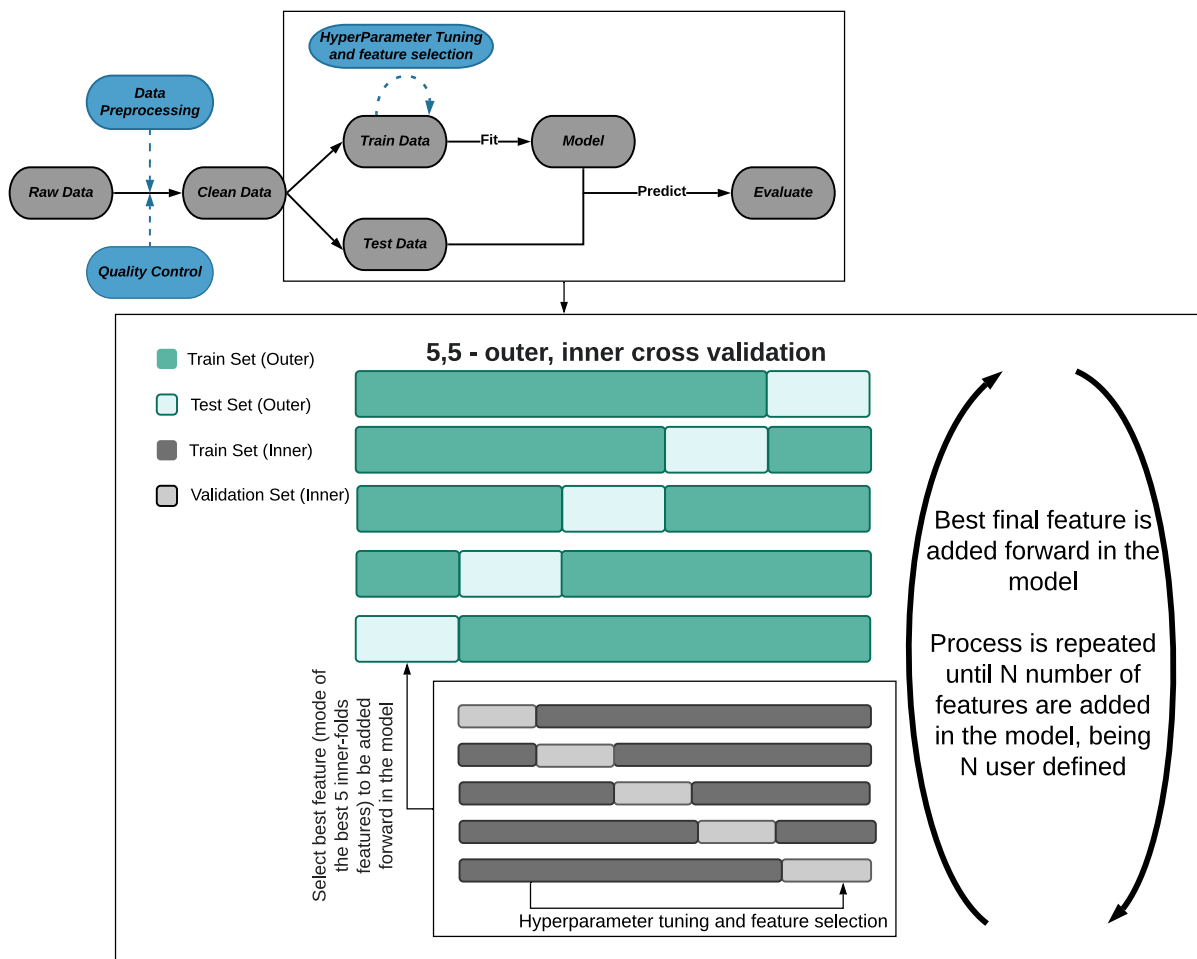 HyperParameter Tuning
and feature selection
Data
Preprocessing
Train Data
Fit
Model
Raw Data
Clean Data
Predict
Evaluate
Test Data
Quality Control
5,5 - outer, inner cross validation
Train Set (Outer)
Test Set (Outer)
Train Set (Inner)
Validation Set (Inner)
Best final feature is
added forward in the
model
Process is repeated
until N number of
features are added
in the model, being
N user defined
Select best feature (mode of
the best 5 inner-folds
features) to be added
forward in the model
Hyperparameter tuning and feature selection